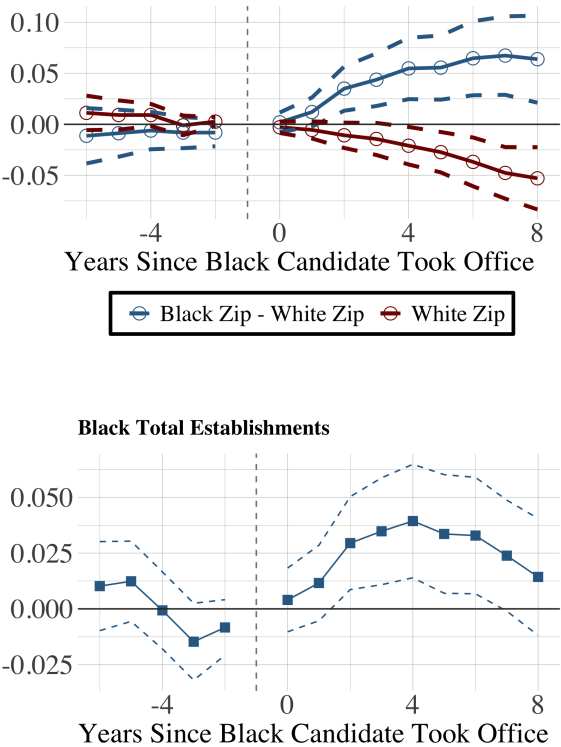 0.10
0.05
0.00
-0.05
-4 0 4 8
Years Since Black Candidate Took Office
Black Zip - White Zip White Zip
Black Total Establishments
0.050
0.025
0.000
-0.025
-4 0 4 8
Years Since Black Candidate Took Office